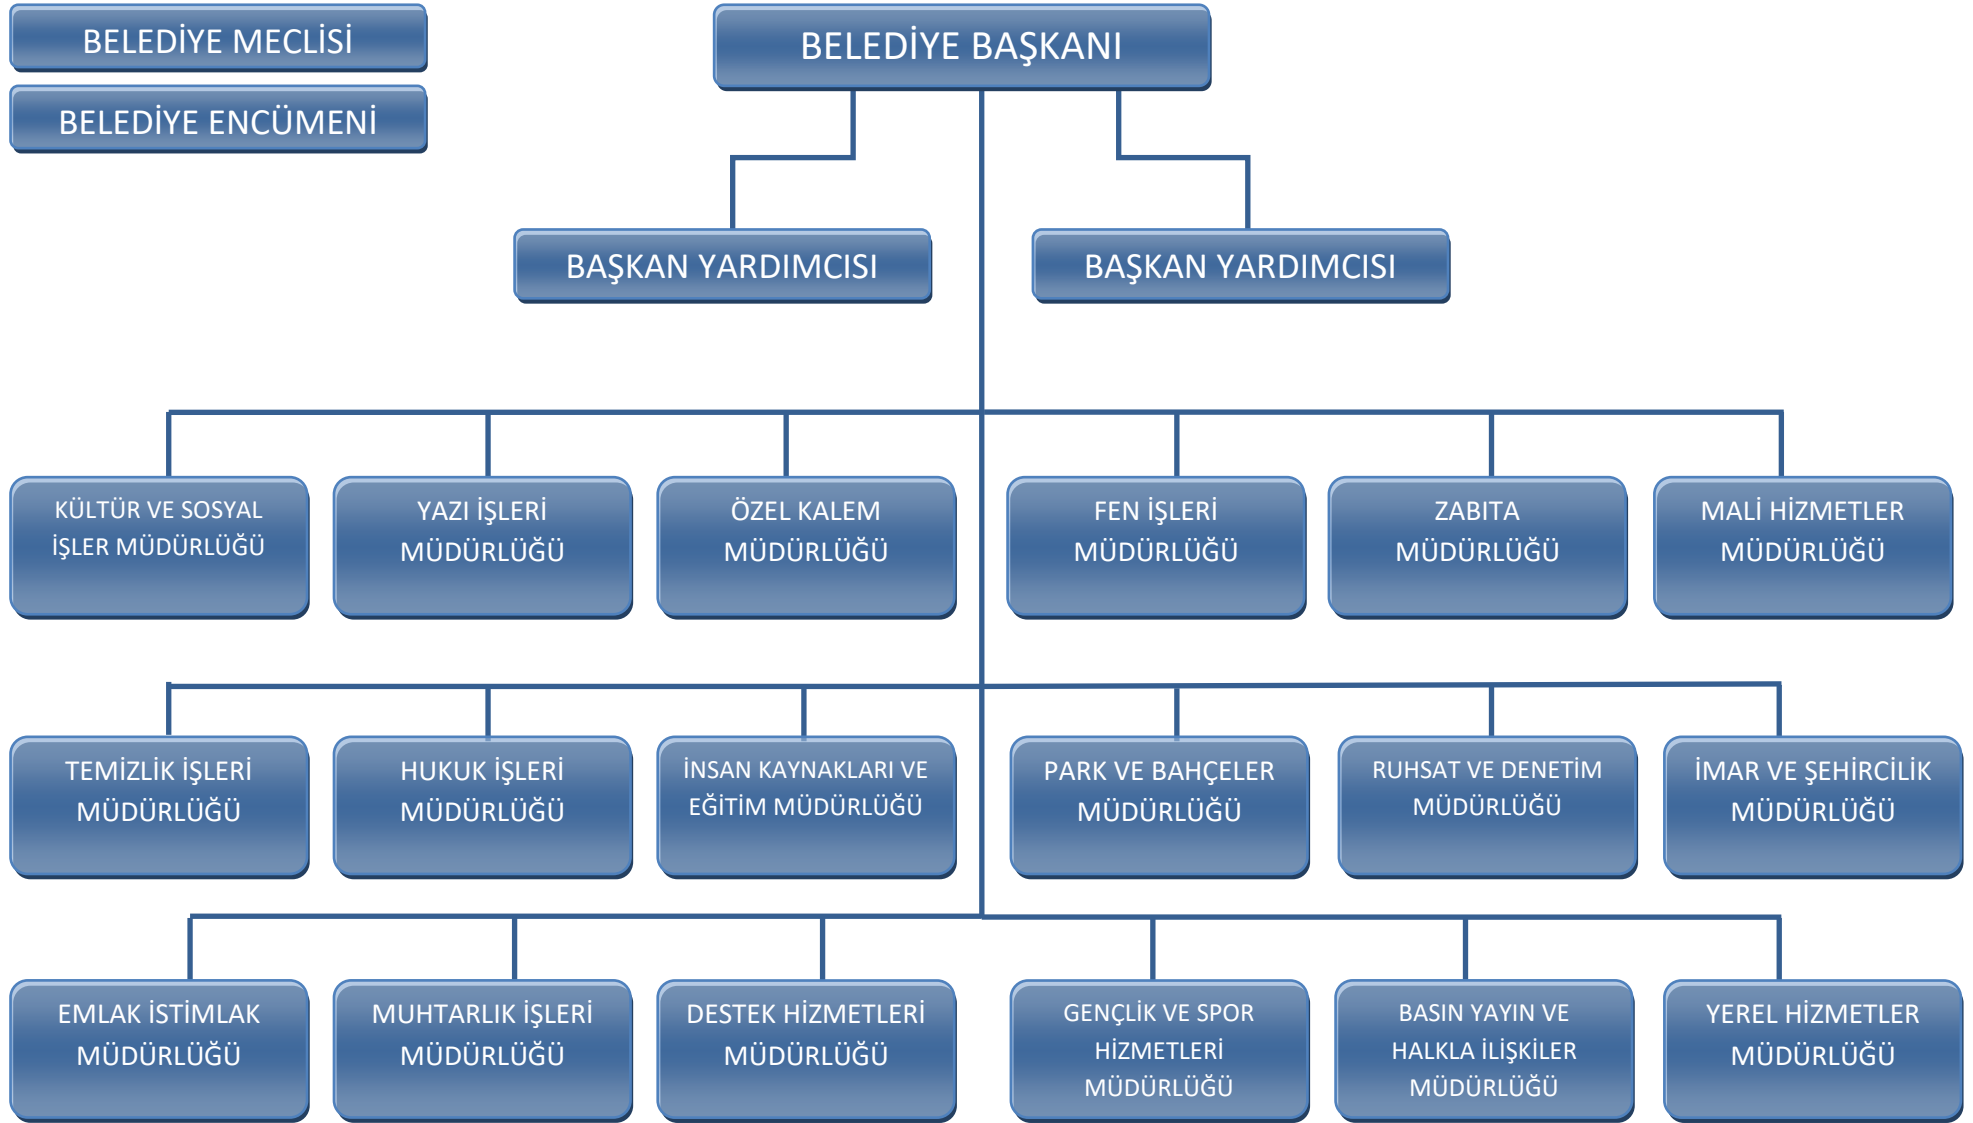 BELEDİYE MECLİSİ
BELEDİYE BAŞKANI
BELEDİYE ENCÜMENİ
BAŞKAN YARDIMCISI
BAŞKAN YARDIMCISI
KÜLTÜR VE SOSYAL
İŞLER MÜDÜRLÜĞÜ
YAZI İŞLERİ
MÜDÜRLÜĞÜ
ÖZEL KALEM
MÜDÜRLÜĞÜ
FEN İŞLERİ
MÜDÜRLÜĞÜ
ZABITA
MÜDÜRLÜĞÜ
MALİ HİZMETLER
MÜDÜRLÜĞÜ
TEMİZLİK İŞLERİ
MÜDÜRLÜĞÜ
HUKUK İŞLERİ
MÜDÜRLÜĞÜ
İNSAN KAYNAKLARI VE
EĞİTİM MÜDÜRLÜĞÜ
PARK VE BAHÇELER
MÜDÜRLÜĞÜ
RUHSAT VE DENETİM
MÜDÜRLÜĞÜ
İMAR VE ŞEHİRCİLİK
MÜDÜRLÜĞÜ
EMLAK İSTİMLAK
MÜDÜRLÜĞÜ
MUHTARLIK İŞLERİ
MÜDÜRLÜĞÜ
DESTEK HİZMETLERİ
MÜDÜRLÜĞÜ
GENÇLİK VE SPOR
HİZMETLERİ
MÜDÜRLÜĞÜ
BASIN YAYIN VE
HALKLA İLİŞKİLER
MÜDÜRLÜĞÜ
YEREL HİZMETLER
MÜDÜRLÜĞÜ